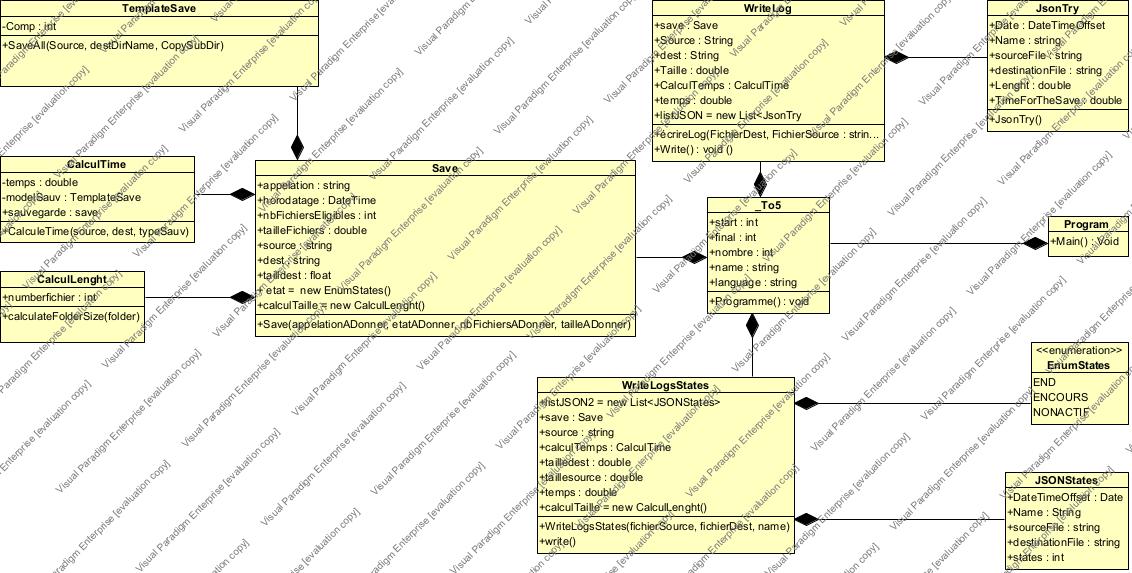 TemplateSave
-Comp : int
+SaveAll(Source, destDirName, CopySubDir)
WriteLog
+save : Save
+Source : String
+dest : String
+Taille : double
+CalculTemps : CalculTime
+temps : double
+listJSON = new List<JsonTry
+ecrireLog(FichierDest, FichierSource : strin...
+Write() : void ()
JsonTry
+Date : DateTimeOffset
+Name : string
+sourceFile : string
+destinationFile : string
+Lenght : double
+TimeForTheSave : double
+JsonTry()
CalculTime
-temps : double
-modelSauv : TemplateSave
+sauvegarde : save
+CalculeTime(source, dest, typeSauv)
Save
+appelation : string
+horodatage : DateTime
+nbFichiersEligibles : int
+tailleFichiers : double
+source : string
+dest : string
+tailldest : float
+ etat = new EnumStates()
+calculTaille = new CalculLenght()
+Save(appelationADonner, etatADonner, nbFichiersADonner, tailleADonner)
CalculLenght
+numberfichier : int
+calculateFolderSize(folder)
_To5
+start : int
+final : int
+nombre : int
+name : string
+language : string
+Programme() : void
Program
+Main() : Void
WriteLogsStates
+listJSON2 = new List<JSONStates>
+save : Save
+source : string
+calculTemps : CalculTime
+tailledest : double
+taillesource : double
+temps : double
+calculTaille = new CalculLenght()
+WriteLogsStates(fichierSource, fichierDest, name)
+write()
<<enumeration>>
EnumStates
END
ENCOURS
NONACTIF
JSONStates
+DateTimeOffset : Date
+Name : String
+sourceFile : String
+destinationFile : string
+states : int
Visual Paradigm Enterprise [evaluation copy]